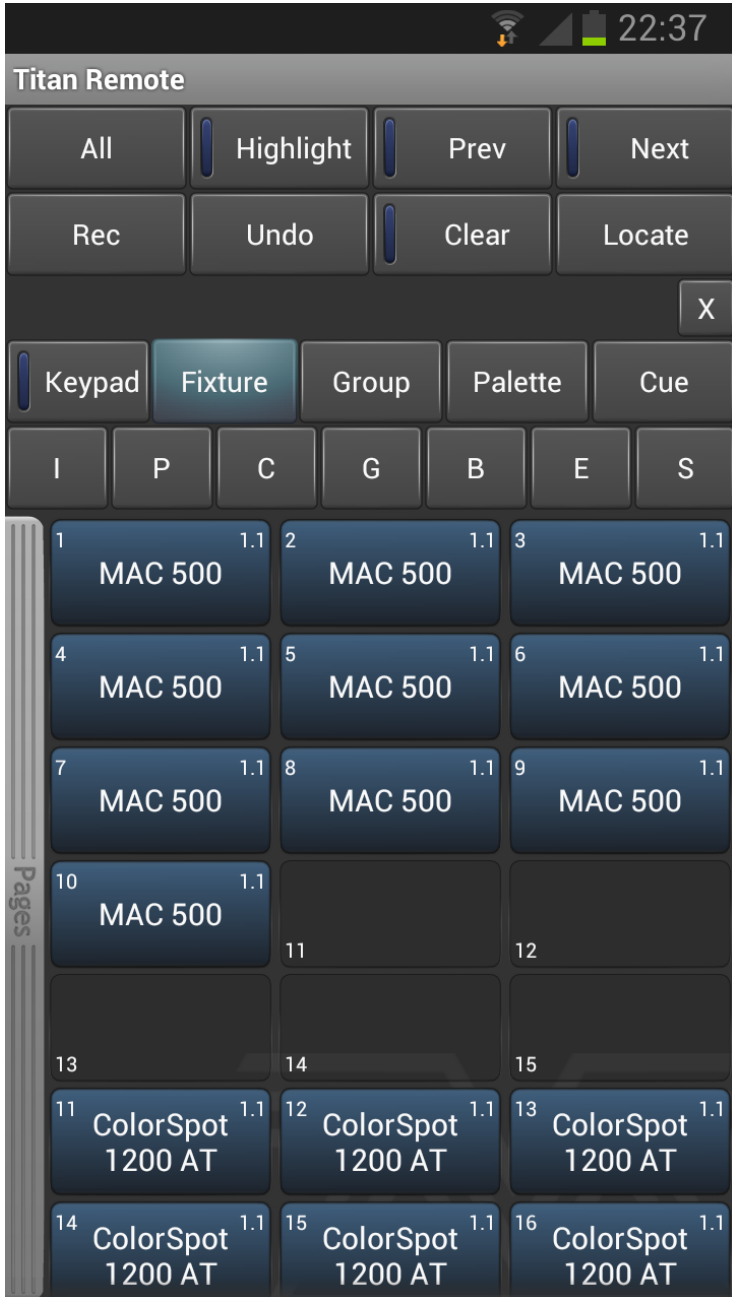 22:37
Titan Remote
All Highlight Prev Next
Rec Undo Clear Locate
X
Keypad Fixture Group Palette Cue
I P C G B E S
1 1.1 2 1.1 3 1.1
MAC 500 MAC 500 MAC 500
4 1.1 5 1.1 6 1.1
MAC 500 MAC 500 MAC 500
7 1.1 8 1.1 9 1.1
MAC 500 MAC 500 MAC 500
Pages
10 1.1
MAC 500
11 12
13 14 15
11 1.1 12 1.1 13 1.1
ColorSpot ColorSpot ColorSpot
1200 AT 1200 AT 1200 AT
14 1.1 15 1.1 16 1.1
ColorSpot ColorSpot ColorSpot
1200 AT 1200 AT 1200 AT